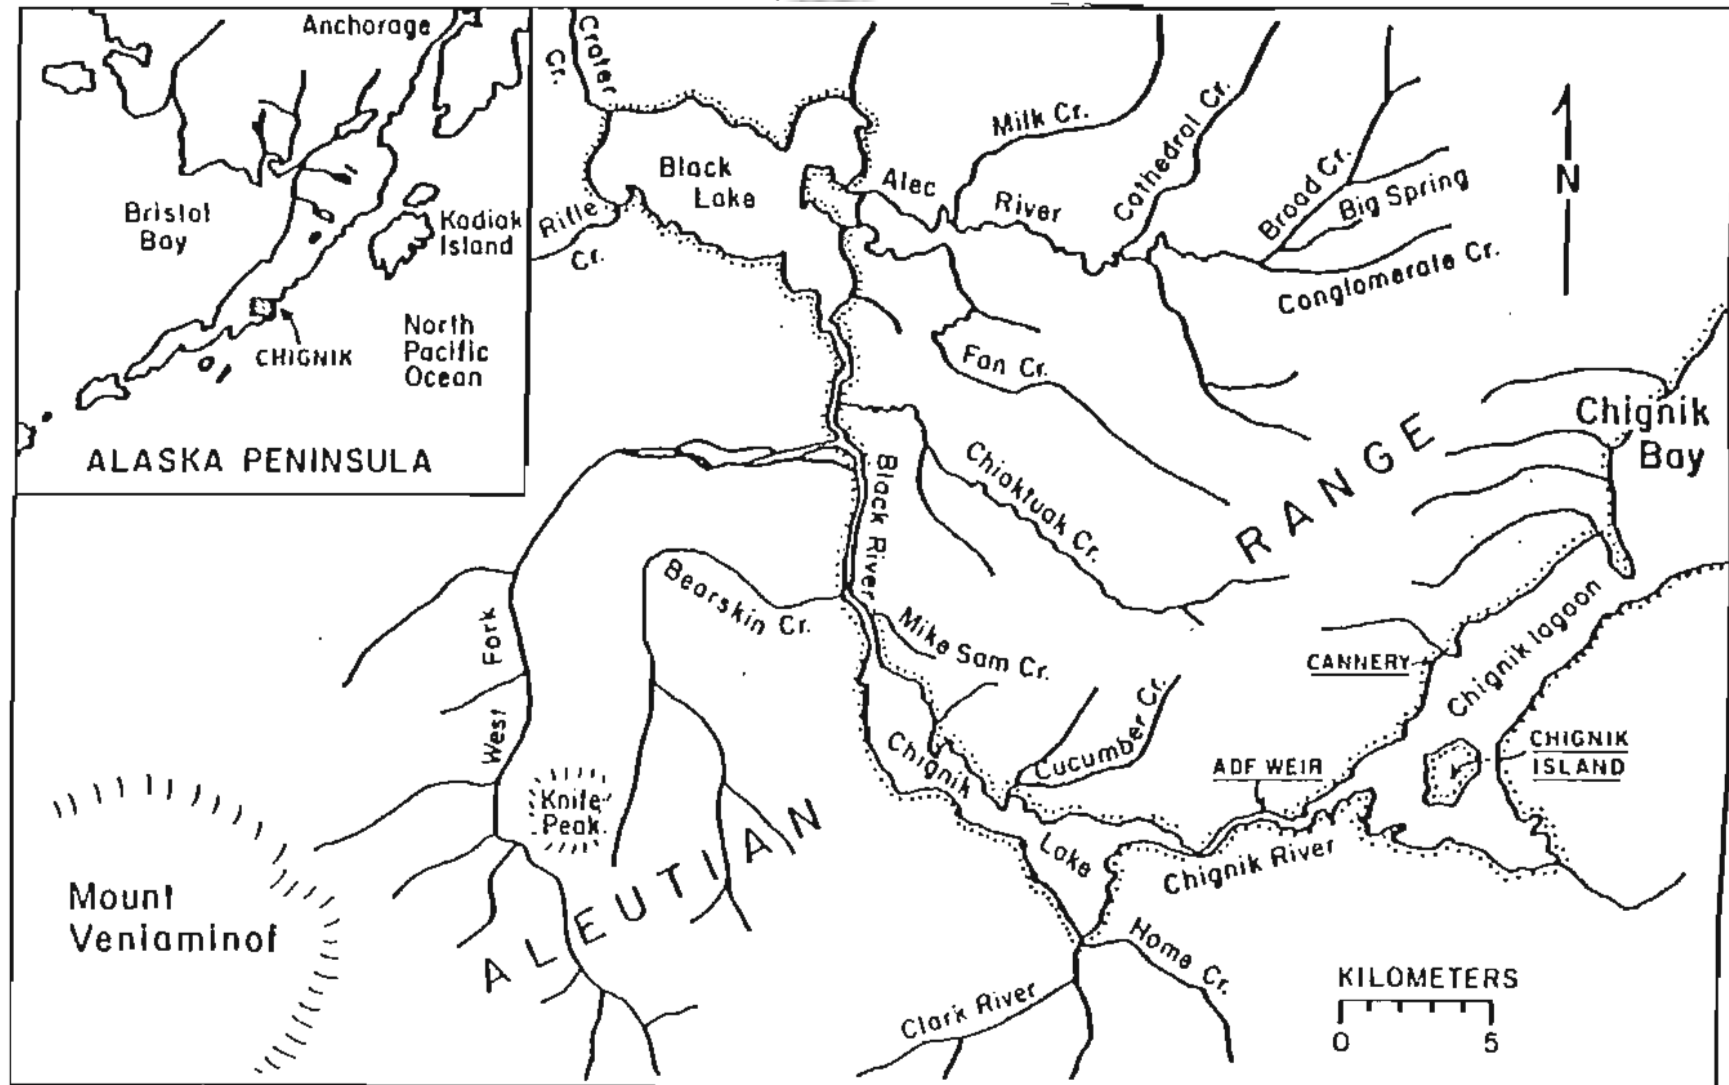 Anchorage
Bristol
Bay
Kodiak
Island
North
Pacific
Ocean
CHIGNIK
ALASKA PENINSULA
Crater
Cr.
Black
Lake
Rifle
Cr.
Alec
River
Milk Cr.
Cathedral Cr.
Broad Cr.
Big Spring
Conglomerate Cr.
N
Fan Cr.
Chiaktuak Cr.
Black River
RANGE
Chignik
Bay
West Fork
Bearskin Cr.
Mike Sam Cr.
Cucumber Cr.
CANNERY
Chignik lagoon
CHIGNIK
ISLAND
ADF WEIR
Chignik
Lake
Chignik River
Knife
Peak
ALEUTIAN
Mount
Veniaminof
Home Cr.
Clark River
KILOMETERS
0 5